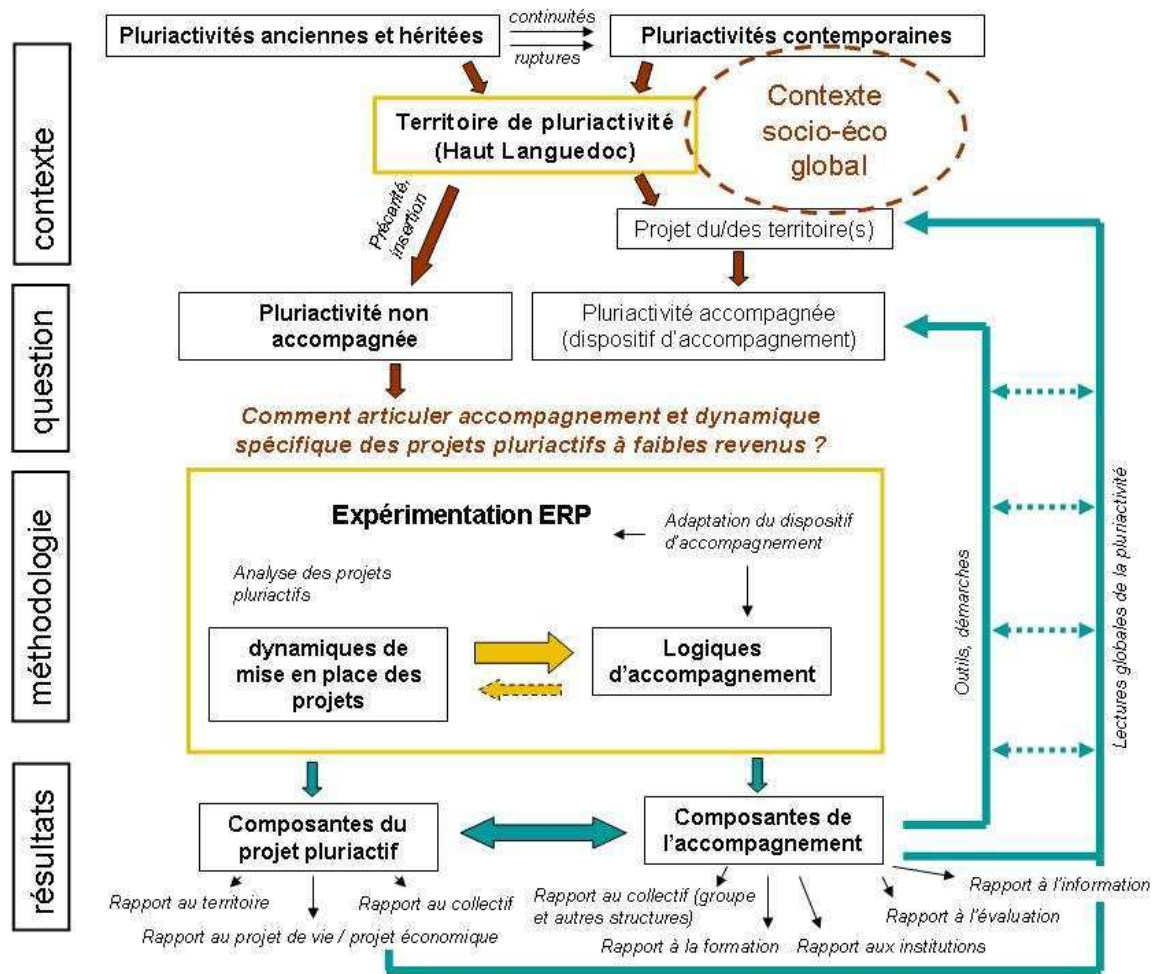 continuités
Pluriactivités anciennes et héritées
Pluriactivités contemporaines
ruptures
contexte
Contexte
socio-éco
global
Territoire de pluriactivité
(Haut Languedoc)
Précarité,
insertion
Projet du/des territoire(s)
question
Pluriactivité non
accompagnée
Pluriactivité accompagnée
(dispositif d'accompagnement)
Comment articuler accompagnement et dynamique
spécifique des projets pluriactifs à faibles revenus ?
méthodologie
Expérimentation ERP
Adaptation du dispositif
d'accompagnement
Analyse des projets
pluriactifs
dynamiques de
mise en place des
projets
Logiques
d'accompagnement
Outils, démarches
Lectures globales de la pluriactivité
résultats
Composantes du
projet pluriactif
Composantes de
l'accompagnement
Rapport au territoire
Rapport au collectif
Rapport au projet de vie / projet économique
Rapport au collectif (groupe
et autres structures)
Rapport à l'information
Rapport à l'évaluation
Rapport à la formation
Rapport aux institutions